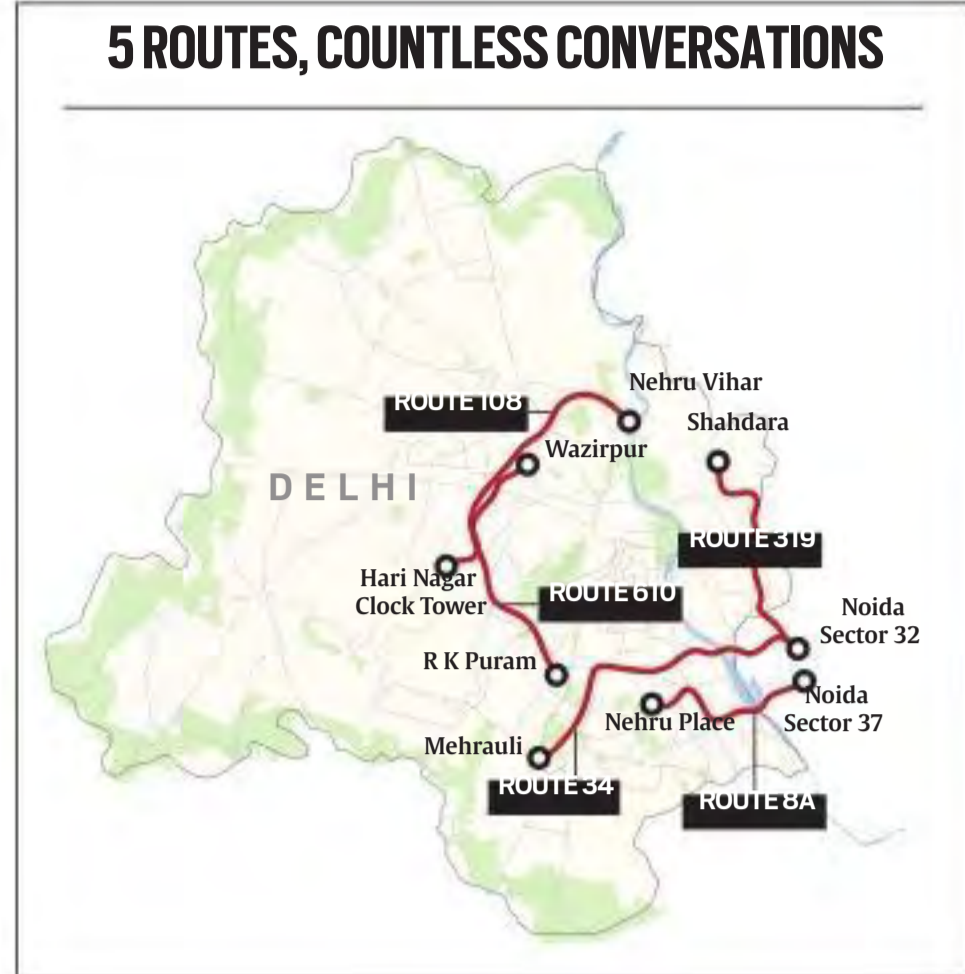 5 ROUTES, COUNTLESS CONVERSATIONS
Nehru Vihar
ROUTE 108
Shahdara
Wazirpur
DELHI
ROUTE 319
Hari Nagar
Clock Tower
ROUTE 610
Noida
Sector 32
R K Puram
Noida
Sector 37
Nehru Place
Mehrauli
ROUTE 34
ROUTE 8A